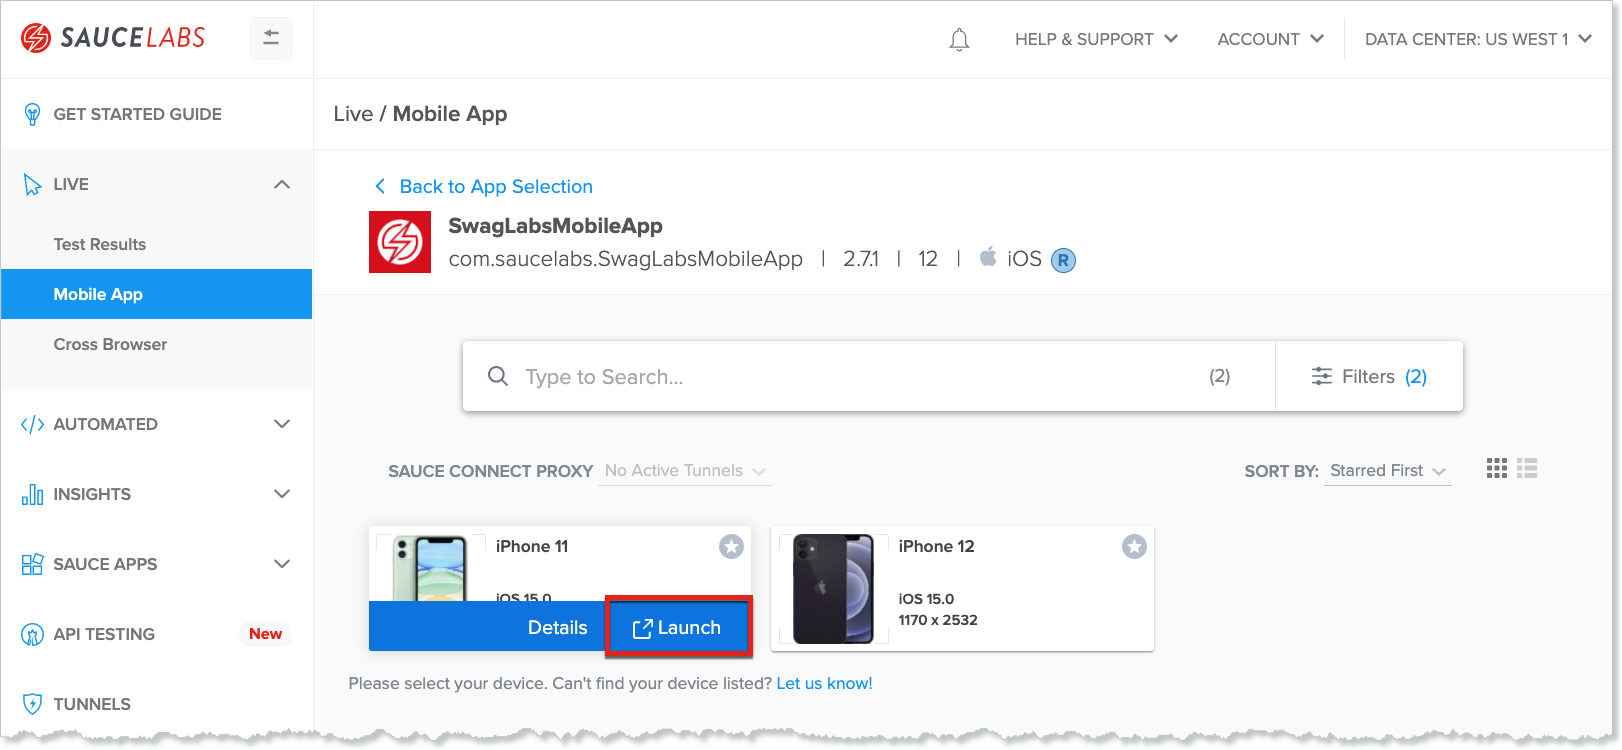 SAUCELABS
HELP & SUPPORT
ACCOUNT
DATA CENTER: US WEST 1
GET STARTED GUIDE
LIVE
Test Results
Mobile App
Cross Browser
AUTOMATED
INSIGHTS
SAUCE APPS
API TESTING New
TUNNELS
Live / Mobile App
Back to App Selection
SwagLabsMobileApp
com.saucelabs.SwagLabsMobileApp | 2.7.1 | 12 | iOS R
Type to Search... (2) Filters (2)
SAUCE CONNECT PROXY No Active Tunnels SORT BY: Starred First
iPhone 11
iOS 15.0
Details Launch
iPhone 12
iOS 15.0
1170 x 2532
Please select your device. Can't find your device listed? Let us know!